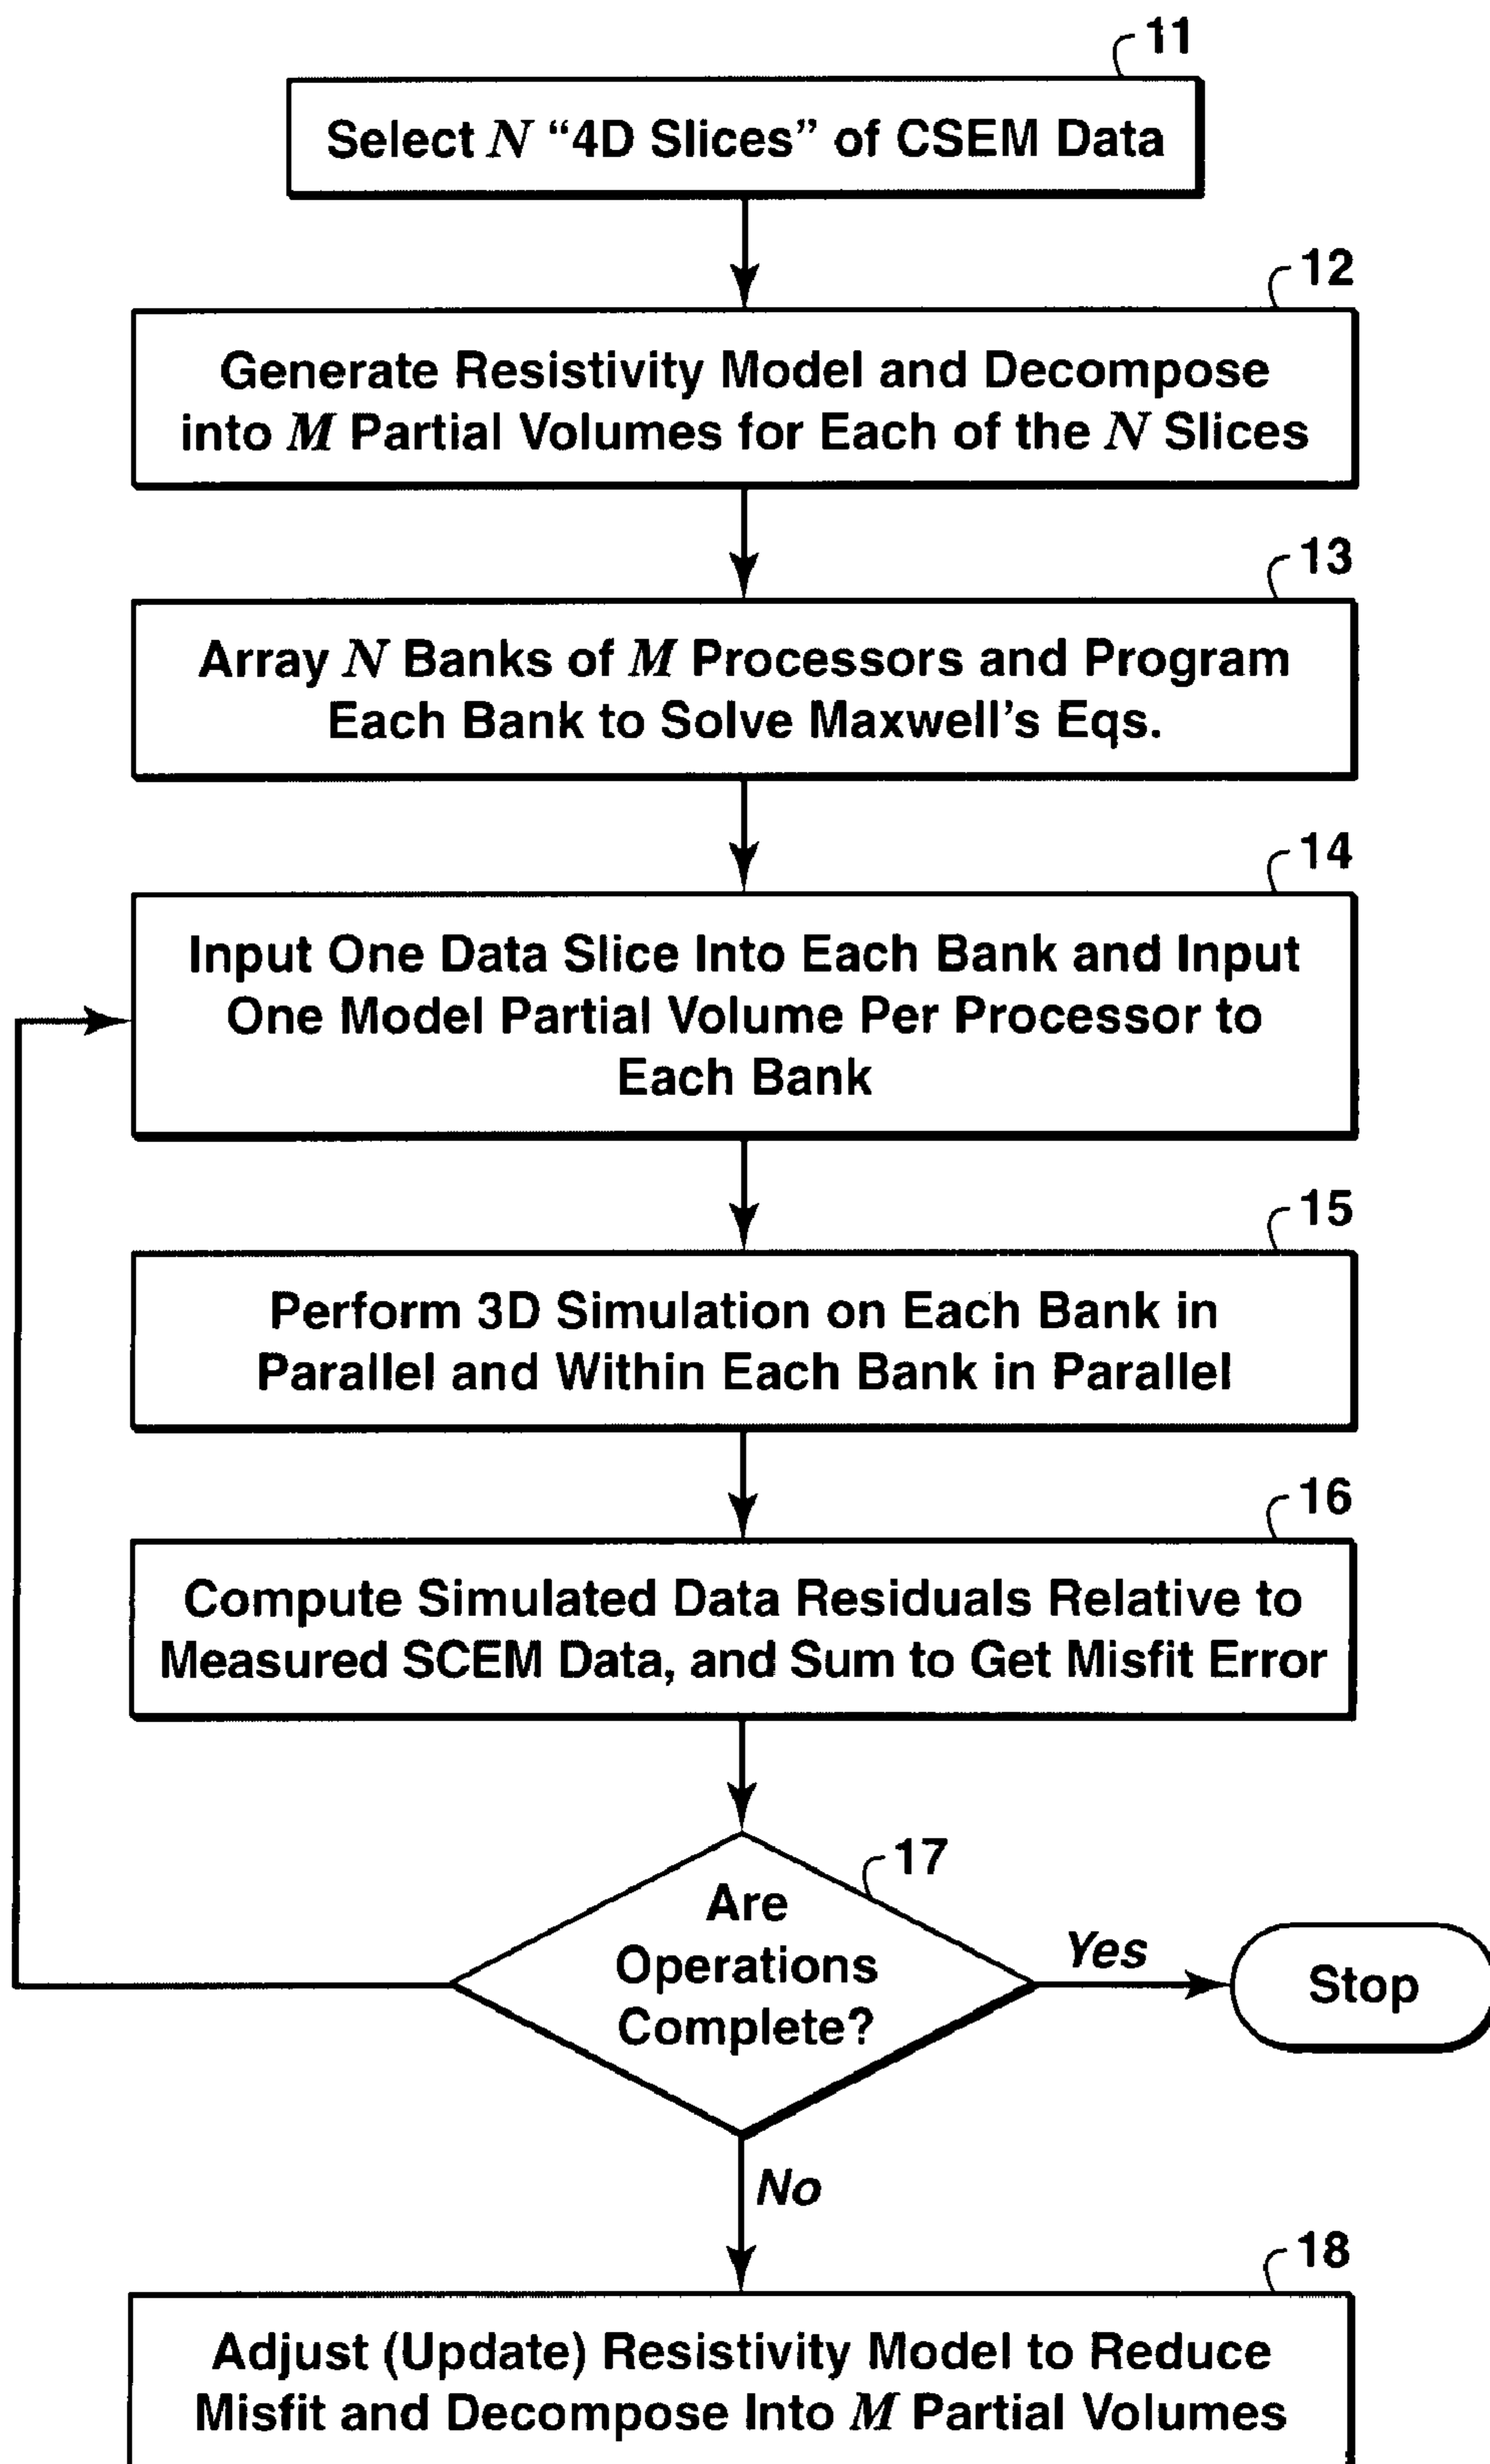 11
Select N “4D Slices” of CSEM Data
12
Generate Resistivity Model and Decompose
into M Partial Volumes for Each of the N Slices
13
Array N Banks of M Processors and Program
Each Bank to Solve Maxwell’s Eqs.
14
Input One Data Slice Into Each Bank and Input
One Model Partial Volume Per Processor to
Each Bank
15
Perform 3D Simulation on Each Bank in
Parallel and Within Each Bank in Parallel
16
Compute Simulated Data Residuals Relative to
Measured SCEM Data, and Sum to Get Misfit Error
17
Are
Operations
Complete?
Yes
Stop
No
18
Adjust (Update) Resistivity Model to Reduce
Misfit and Decompose Into M Partial Volumes